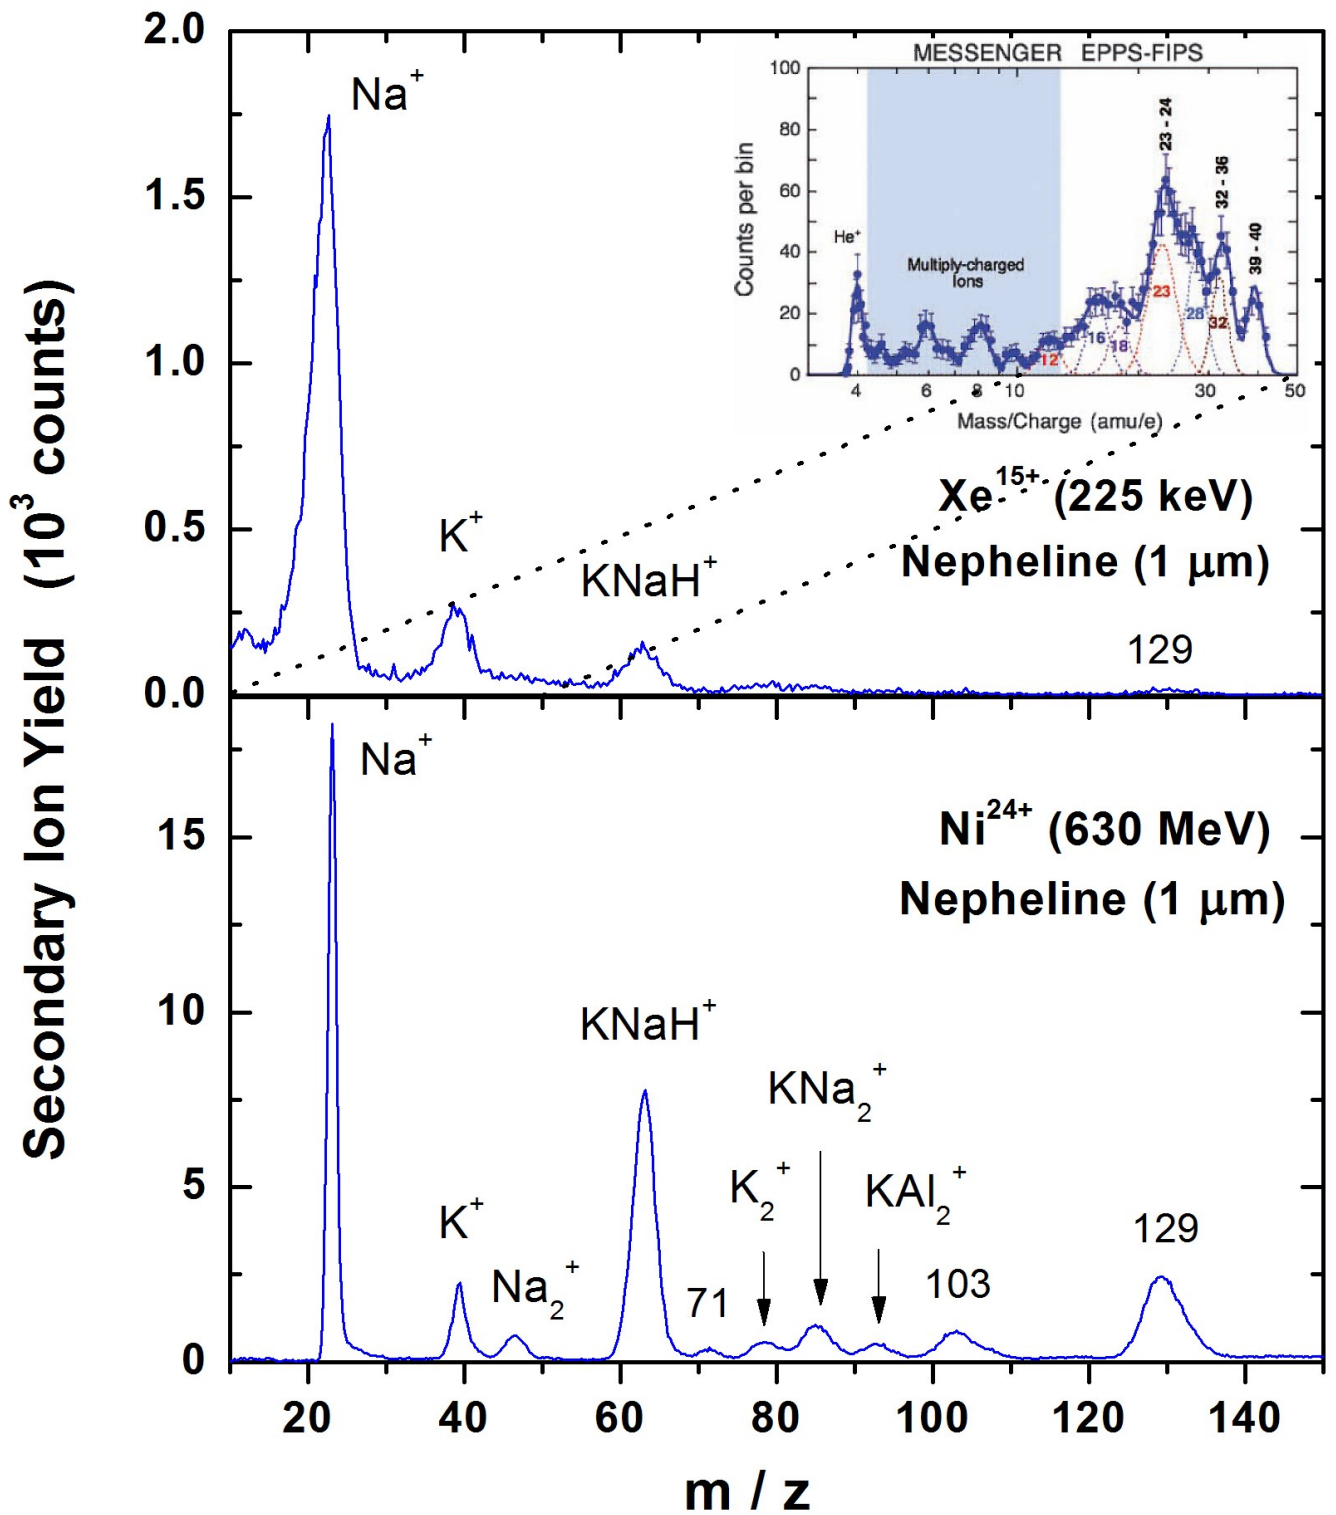 Secondary Ion Yield (10³ counts)
2.0
1.5
1.0
0.5
0.0
Na⁺
K⁺
KNaH⁺
129
Xe¹⁵⁺ (225 keV)
Nepheline (1 μm)
MESSENGER EPPS-FIPS
Counts per bin
100
80
60
40
20
0
He⁺
Multiply-charged
Ions
12
16
18
23
28
32
23 - 24
32 - 36
39 - 40
4 6 8 10 30 50
Mass/Charge (amu/e)
15
10
5
0
Na⁺
K⁺
Na₂⁺
KNaH⁺
71
K₂⁺
KNa₂⁺
KAl₂⁺
103
129
Ni²⁴⁺ (630 MeV)
Nepheline (1 μm)
20 40 60 80 100 120 140
m / z